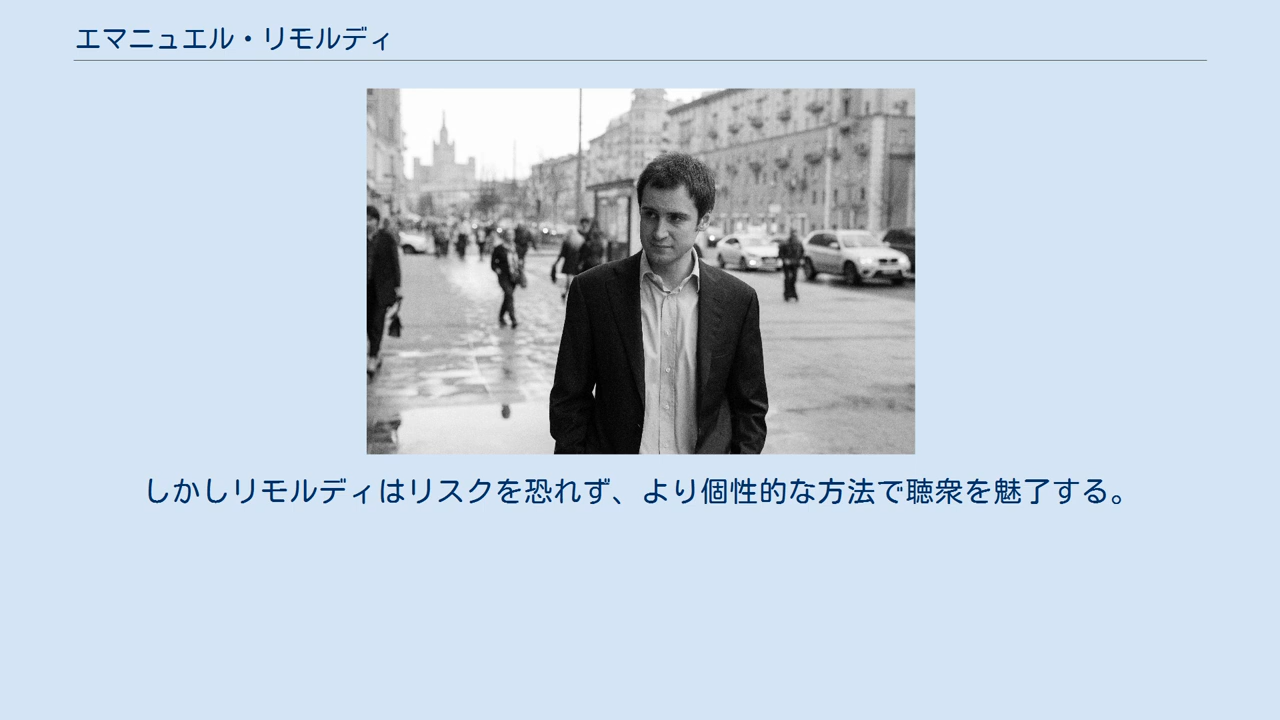 エマニュエル・リモルディ
しかしリモルディはリスクを恐れず、より個性的な方法で聴衆を魅了する。